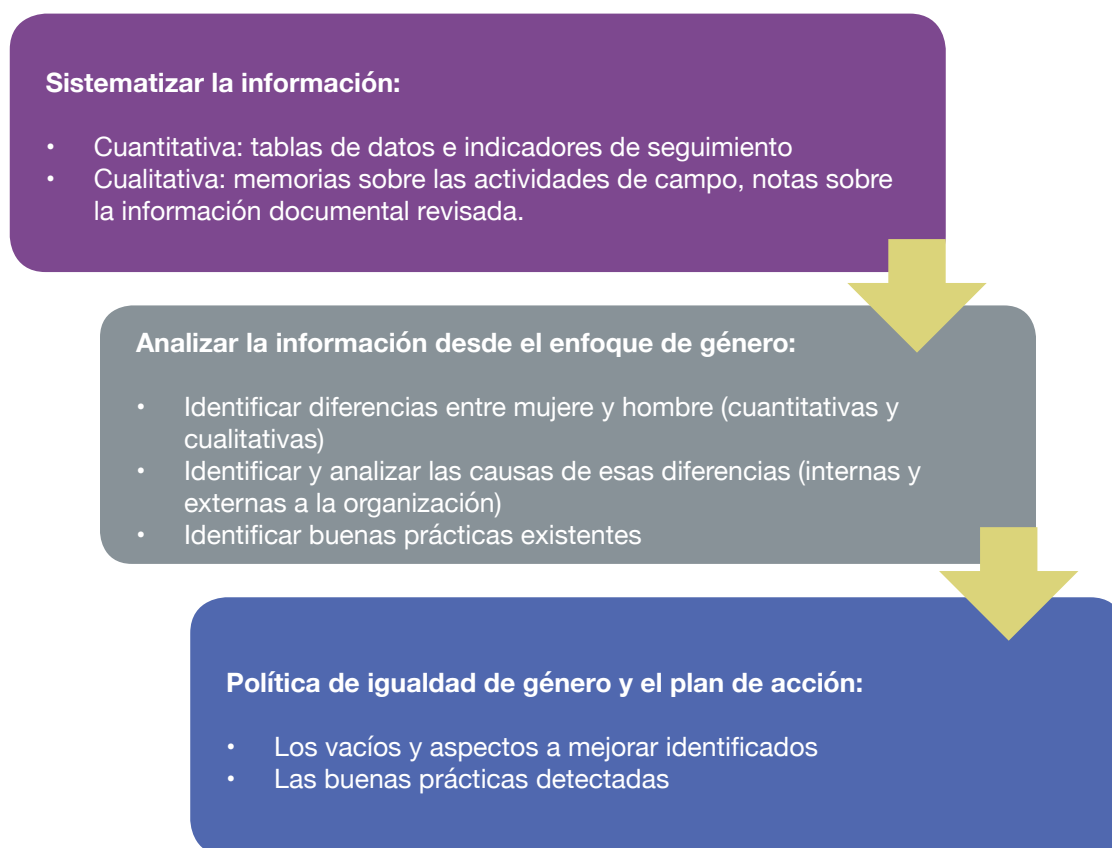 Sistematizar la información:
• Cuantitativa: tablas de datos e indicadores de seguimiento
• Cualitativa: memorias sobre las actividades de campo, notas sobre
la información documental revisada.
Analizar la información desde el enfoque de género:
• Identificar diferencias entre mujere y hombre (cuantitativas y
cualitativas)
• Identificar y analizar las causas de esas diferencias (internas y
externas a la organización)
• Identificar buenas prácticas existentes
Política de igualdad de género y el plan de acción:
• Los vacíos y aspectos a mejorar identificados
• Las buenas prácticas detectadas